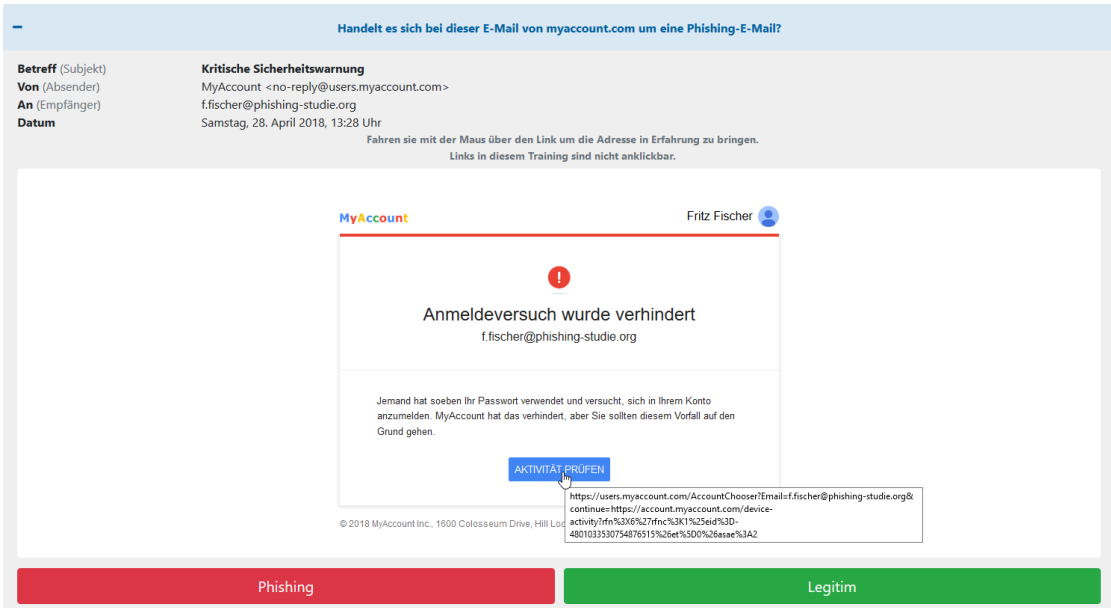 Handelt es sich bei dieser E-Mail von myaccount.com um eine Phishing-E-Mail?
Betreff (Subjekt) Kritische Sicherheitswarnung
Von (Absender) MyAccount <no-reply@users.myaccount.com>
An (Empfänger) f.fischer@phishing-studie.org
Datum Samstag, 28. April 2018, 13:28 Uhr
Fahren sie mit der Maus über den Link um die Adresse in Erfahrung zu bringen.
Links in diesem Training sind nicht anklickbar.
MyAccount Fritz Fischer
Anmeldeversuch wurde verhindert
f.fischer@phishing-studie.org
Jemand hat soeben Ihr Passwort verwendet und versucht, sich in Ihrem Konto
anzumelden. MyAccount hat das verhindert, aber Sie sollten diesem Vorfall auf den
Grund gehen.
AKTIVITÄT PRÜFEN
https://users.myaccount.com/AccountChooser?Email=f.fischer@phishing-studie.org&
continue=https://account.myaccount.com/device-
activity?rfn%3X6%27rfnc%3K1%25eid%3D-
4801033530754876515%26et%5D0%26asae%3A2
© 2018 MyAccount Inc., 1600 Colosseum Drive, Hill
Phishing Legitim